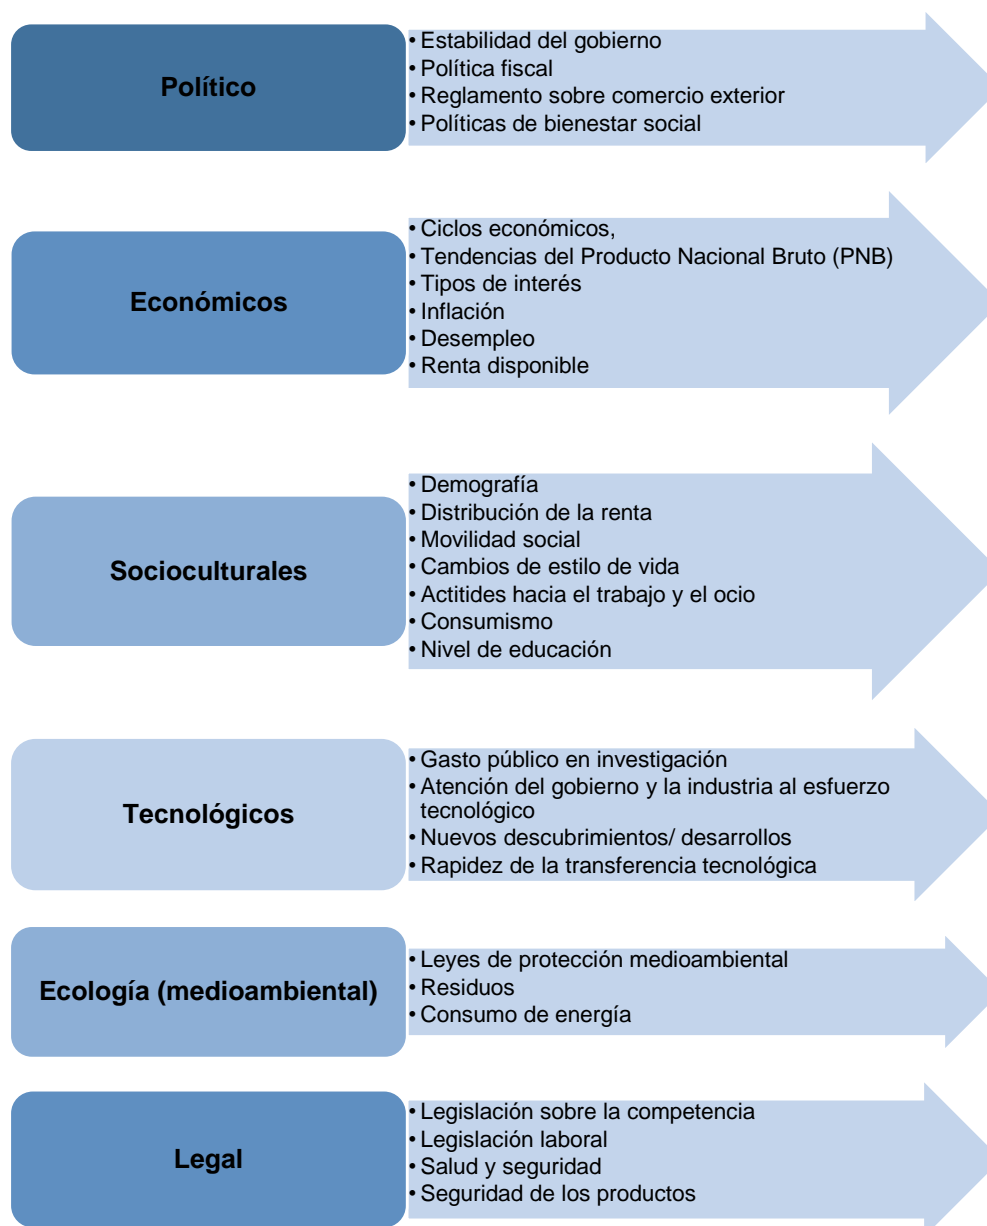 Político
• Estabilidad del gobierno
• Política fiscal
• Reglamento sobre comercio exterior
• Políticas de bienestar social
Económicos
• Ciclos económicos,
• Tendencias del Producto Nacional Bruto (PNB)
• Tipos de interés
• Inflación
• Desempleo
• Renta disponible
Socioculturales
• Demografía
• Distribución de la renta
• Movilidad social
• Cambios de estilo de vida
• Actitides hacia el trabajo y el ocio
• Consumismo
• Nivel de educación
Tecnológicos
• Gasto público en investigación
• Atención del gobierno y la industria al esfuerzo
tecnológico
• Nuevos descubrimientos/ desarrollos
• Rapidez de la transferencia tecnológica
Ecología (medioambiental)
• Leyes de protección medioambiental
• Residuos
• Consumo de energía
Legal
• Legislación sobre la competencia
• Legislación laboral
• Salud y seguridad
• Seguridad de los productos